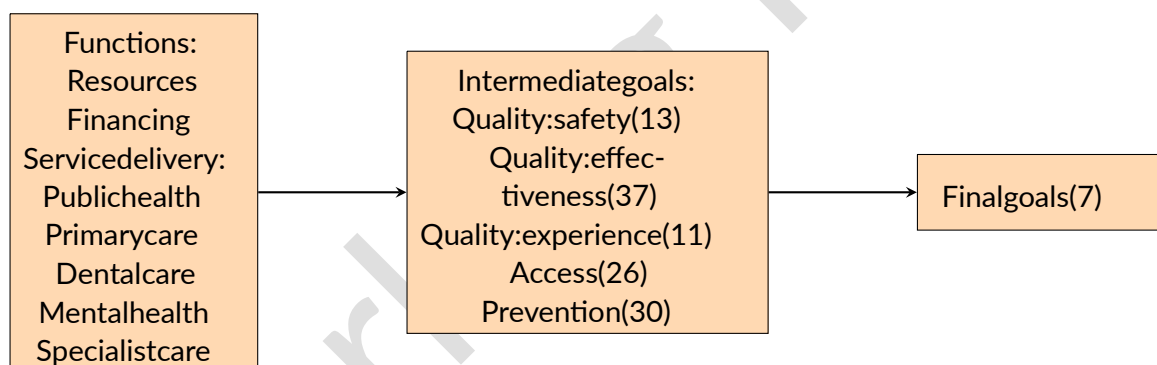 Functions:
Resources
Financing
Servicedelivery:
Publichealth
Primarycare
Dentalcare
Mentalhealth
Specialistcare
Intermediategoals:
Quality:safety(13)
Quality:effec-
tiveness(37)
Quality:experience(11)
Access(26)
Prevention(30)
Finalgoals(7)